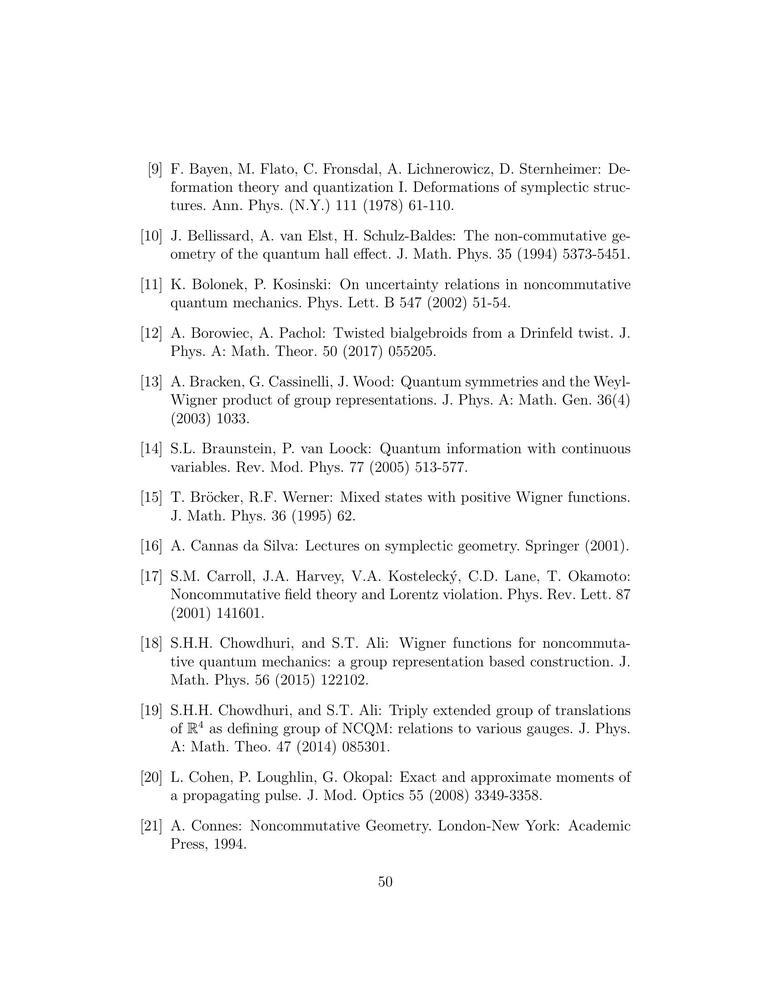 [9] F. Bayen, M. Flato, C. Fronsdal, A. Lichnerowicz, D. Sternheimer: De-
formation theory and quantization I. Deformations of symplectic struc-
tures. Ann. Phys. (N.Y.) 111 (1978) 61-110.
[10] J. Bellissard, A. van Elst, H. Schulz-Baldes: The non-commutative ge-
ometry of the quantum hall effect. J. Math. Phys. 35 (1994) 5373-5451.
[11] K. Bolonek, P. Kosinski: On uncertainty relations in noncommutative
quantum mechanics. Phys. Lett. B 547 (2002) 51-54.
[12] A. Borowiec, A. Pachol: Twisted bialgebroids from a Drinfeld twist. J.
Phys. A: Math. Theor. 50 (2017) 055205.
[13] A. Bracken, G. Cassinelli, J. Wood: Quantum symmetries and the Weyl-
Wigner product of group representations. J. Phys. A: Math. Gen. 36(4)
(2003) 1033.
[14] S.L. Braunstein, P. van Loock: Quantum information with continuous
variables. Rev. Mod. Phys. 77 (2005) 513-577.
[15] T. Bröcker, R.F. Werner: Mixed states with positive Wigner functions.
J. Math. Phys. 36 (1995) 62.
[16] A. Cannas da Silva: Lectures on symplectic geometry. Springer (2001).
[17] S.M. Carroll, J.A. Harvey, V.A. Kostelecký, C.D. Lane, T. Okamoto:
Noncommutative field theory and Lorentz violation. Phys. Rev. Lett. 87
(2001) 141601.
[18] S.H.H. Chowdhuri, and S.T. Ali: Wigner functions for noncommuta-
tive quantum mechanics: a group representation based construction. J.
Math. Phys. 56 (2015) 122102.
[19] S.H.H. Chowdhuri, and S.T. Ali: Triply extended group of translations
of ℝ⁴ as defining group of NCQM: relations to various gauges. J. Phys.
A: Math. Theo. 47 (2014) 085301.
[20] L. Cohen, P. Loughlin, G. Okopal: Exact and approximate moments of
a propagating pulse. J. Mod. Optics 55 (2008) 3349-3358.
[21] A. Connes: Noncommutative Geometry. London-New York: Academic
Press, 1994.
50